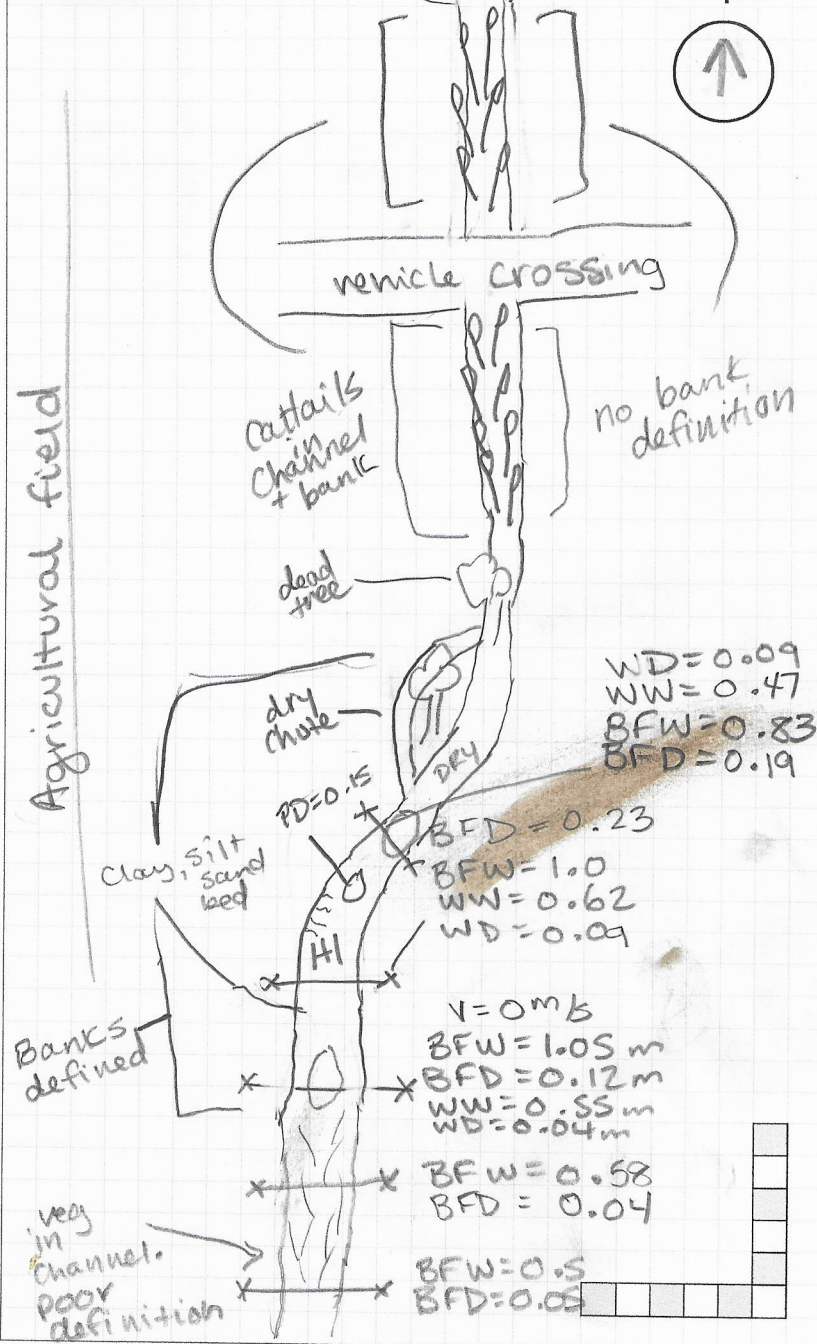 vehicle crossing
Agricultural field
Cattails
in
Channel
+ bank
no bank
definition
dead
tree
WD=0.09
WW=0.47
BFW=0.83
BFD=0.19
dry
chute
DRY
PD=0.15
BFD=0.23
BFW=1.0
WW=0.62
WD=0.09
Clay, silt
sand
bed
H1
V=0 m/s
BFW=1.05 m
BFD=0.12 m
WW=0.55 m
WD=0.04 m
Banks
defined
BFW=0.58
BFD=0.04
veg
in
channel.
poor
definition
BFW=0.5
BFD=0.05